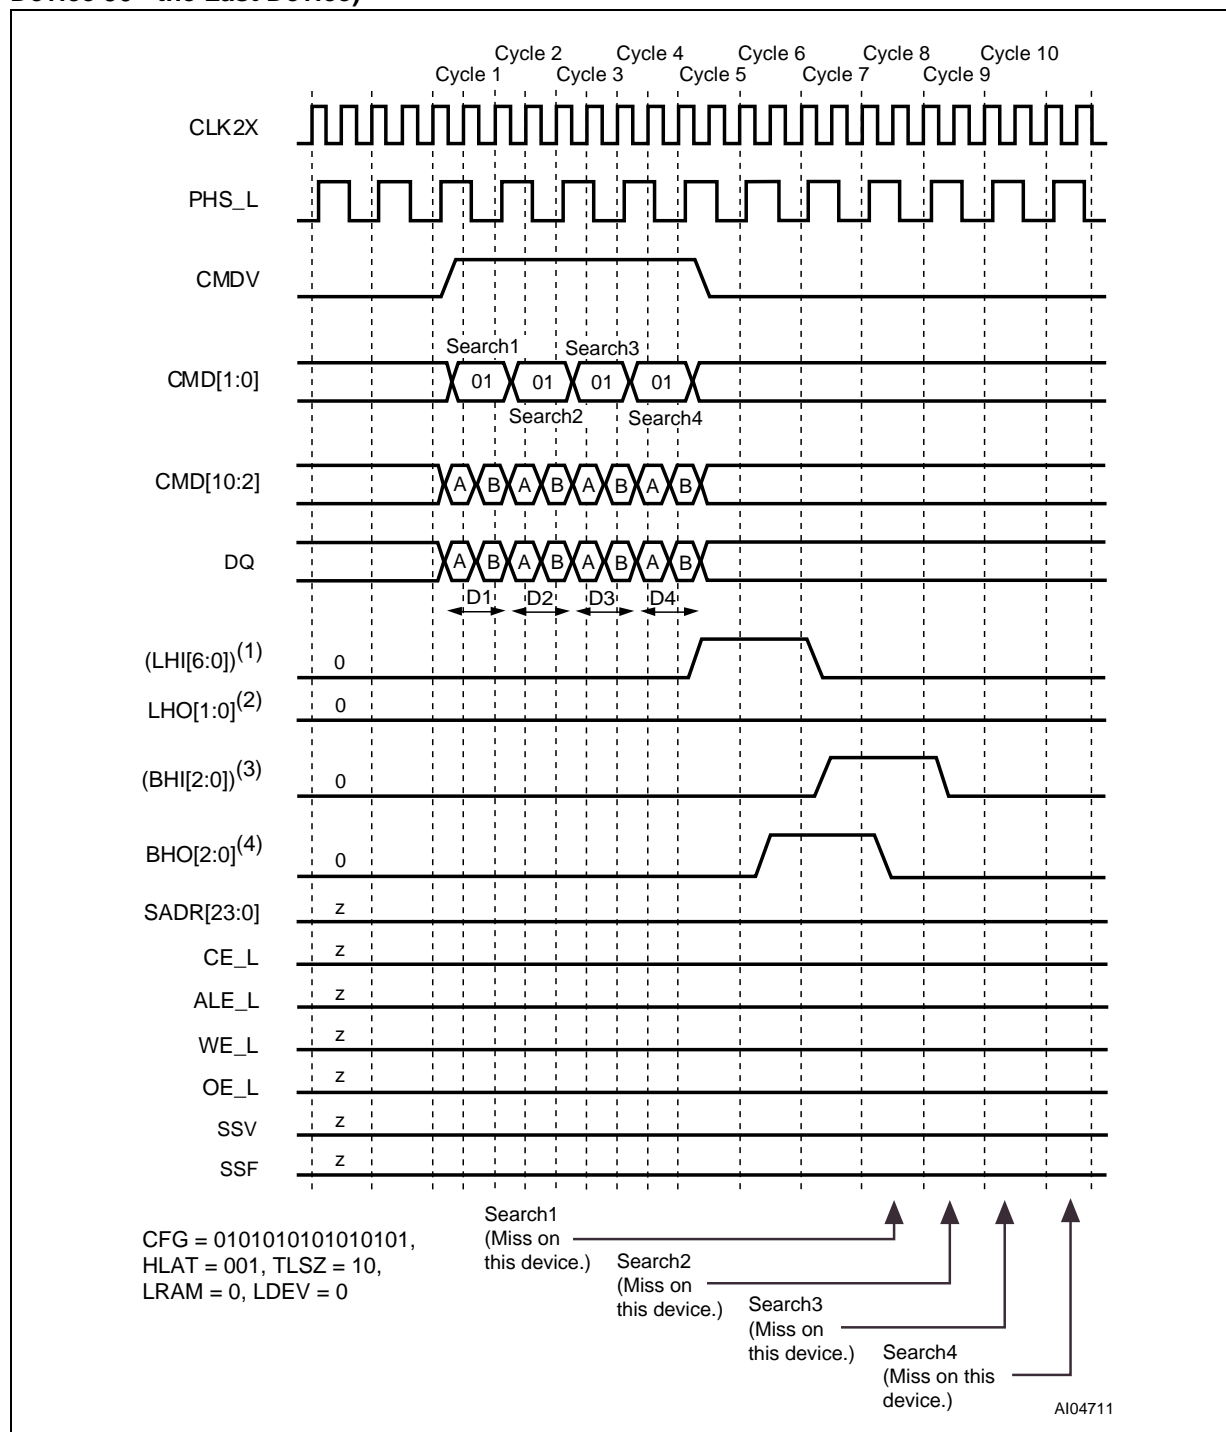 Cycle 2 Cycle 4 Cycle 6 Cycle 8 Cycle 10
Cycle 1 Cycle 3 Cycle 5 Cycle 7 Cycle 9
CLK2X
PHS_L
CMDV
Search1 Search3
CMD[1:0] 01 01 01 01
Search2 Search4
CMD[10:2] A B A B A B A B
DQ A B A B A B A B
D1 D2 D3 D4
(LHI[6:0])(1) 0
LHO[1:0](2) 0
(BHI[2:0])(3) 0
BHO[2:0](4) 0
SADR[23:0] z
CE_L z
ALE_L z
WE_L z
OE_L z
SSV z
SSF z
CFG = 0101010101010101,
HLAT = 001, TLSZ = 10,
LRAM = 0, LDEV = 0
Search1
(Miss on
this device.)
Search2
(Miss on
this device.)
Search3
(Miss on
this device.)
Search4
(Miss on this
device.)
AI04711